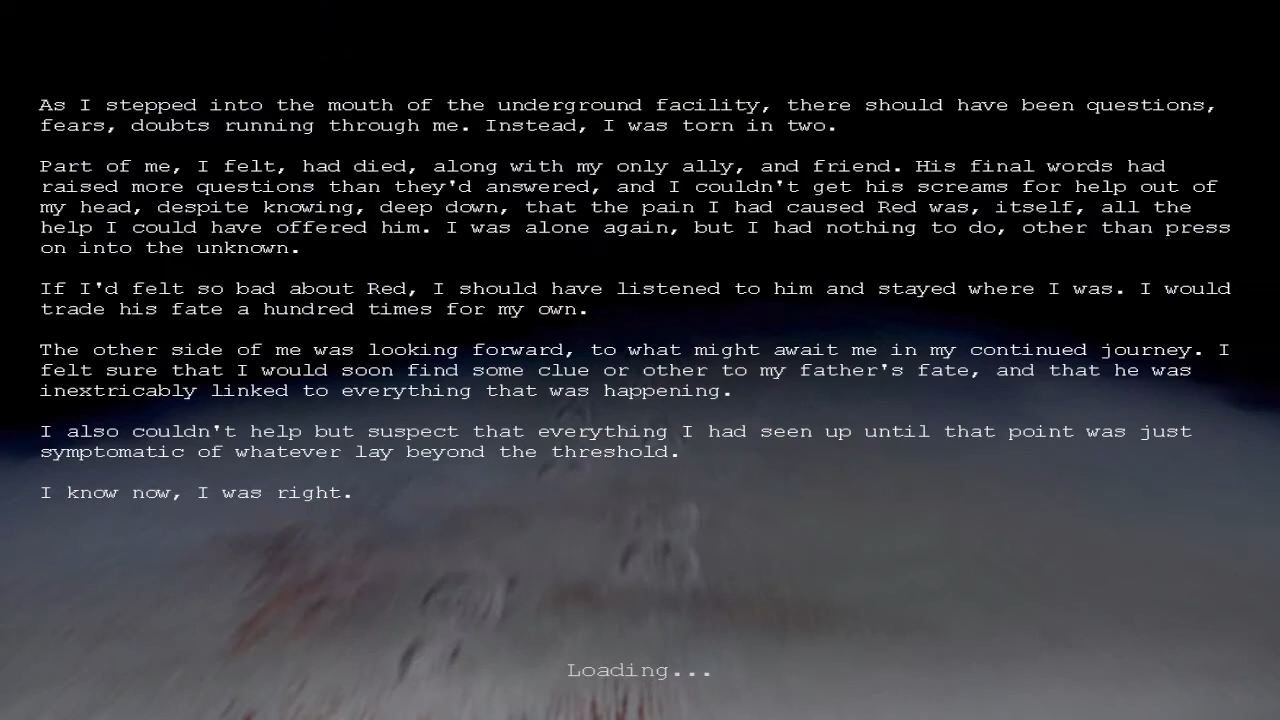 As I stepped into the mouth of the underground facility, there should have been questions,
fears, doubts running through me. Instead, I was torn in two.
Part of me, I felt, had died, along with my only ally, and friend. His final words had
raised more questions than they'd answered, and I couldn't get his screams for help out of
my head, despite knowing, deep down, that the pain I had caused Red was, itself, all the
help I could have offered him. I was alone again, but I had nothing to do, other than press
on into the unknown.
If I'd felt so bad about Red, I should have listened to him and stayed where I was. I would
trade his fate a hundred times for my own.
The other side of me was looking forward, to what might await me in my continued journey. I
felt sure that I would soon find some clue or other to my father's fate, and that he was
inextricably linked to everything that was happening.
I also couldn't help but suspect that everything I had seen up until that point was just
symptomatic of whatever lay beyond the threshold.
I know now, I was right.
Loading...